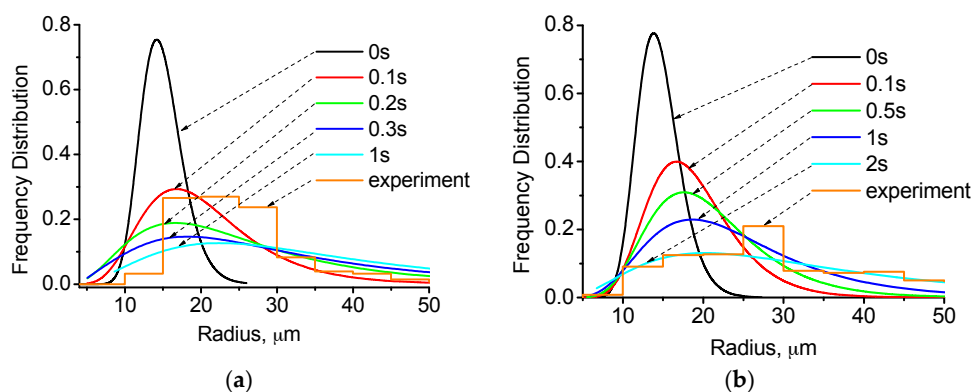 Frequency Distribution
0.8
0.6
0.4
0.2
0.0
10
20
30
40
50
Radius, μm
0s
0.1s
0.2s
0.3s
1s
experiment
(a)
Frequency Distribution
0.8
0.6
0.4
0.2
0.0
10
20
30
40
50
Radius, μm
0s
0.1s
0.5s
1s
2s
experiment
(b)